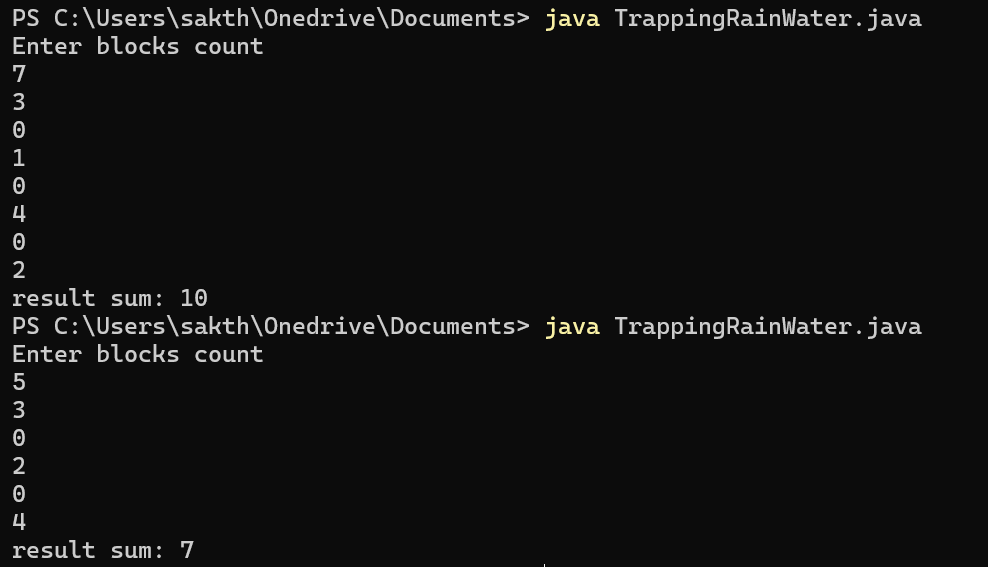 PS C:\Users\sakth\Onedrive\Documents> java TrappingRainWater.java
Enter blocks count
7
3
0
1
0
4
0
2
result sum: 10
PS C:\Users\sakth\Onedrive\Documents> java TrappingRainWater.java
Enter blocks count
5
3
0
2
0
4
result sum: 7